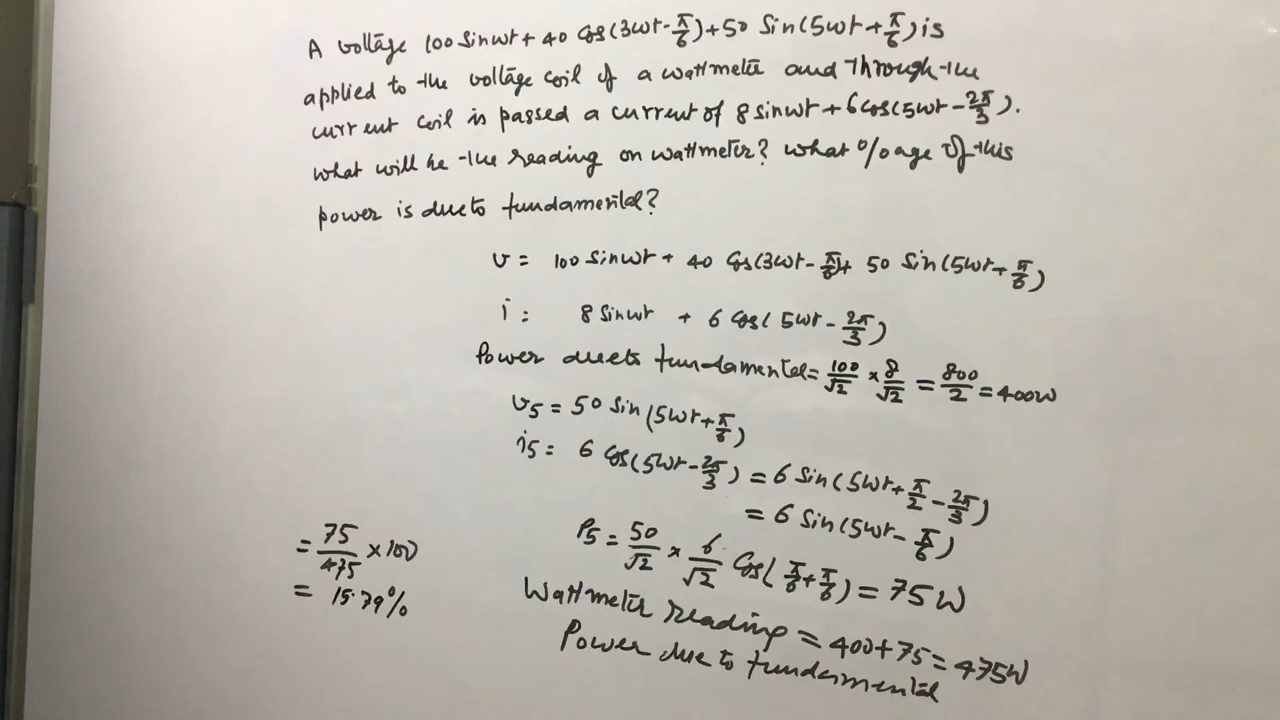 A voltage 100 Sinωt + 40 Cos(3ωt - π/6) + 50 Sin(5ωt + π/6) is
applied to the voltage coil of a wattmeter and through the
current coil is passed a current of 8 sinωt + 6 cos(5ωt - 2π/3).
what will be the reading on wattmeter? what %age of this
power is due to fundamental?
v = 100 Sinωt + 40 Cos(3ωt - π/6)+ 50 Sin(5ωt + π/6)
i = 8 Sinωt + 6 Cos(5ωt - 2π/3)
Power due to fundamental = 100/√2 × 8/√2 = 800/2 = 400W
v5 = 50 Sin(5ωt + π/6)
i5 = 6 Cos(5ωt - 2π/3) = 6 Sin(5ωt + π/2 - 2π/3)
= 6 Sin(5ωt - π/6)
P5 = 50/√2 × 6/√2 Cos(π/6 + π/6) = 75W
Wattmeter reading = 400+75 = 475W
Power due to fundamental
= 75/475 × 100
= 15.79%